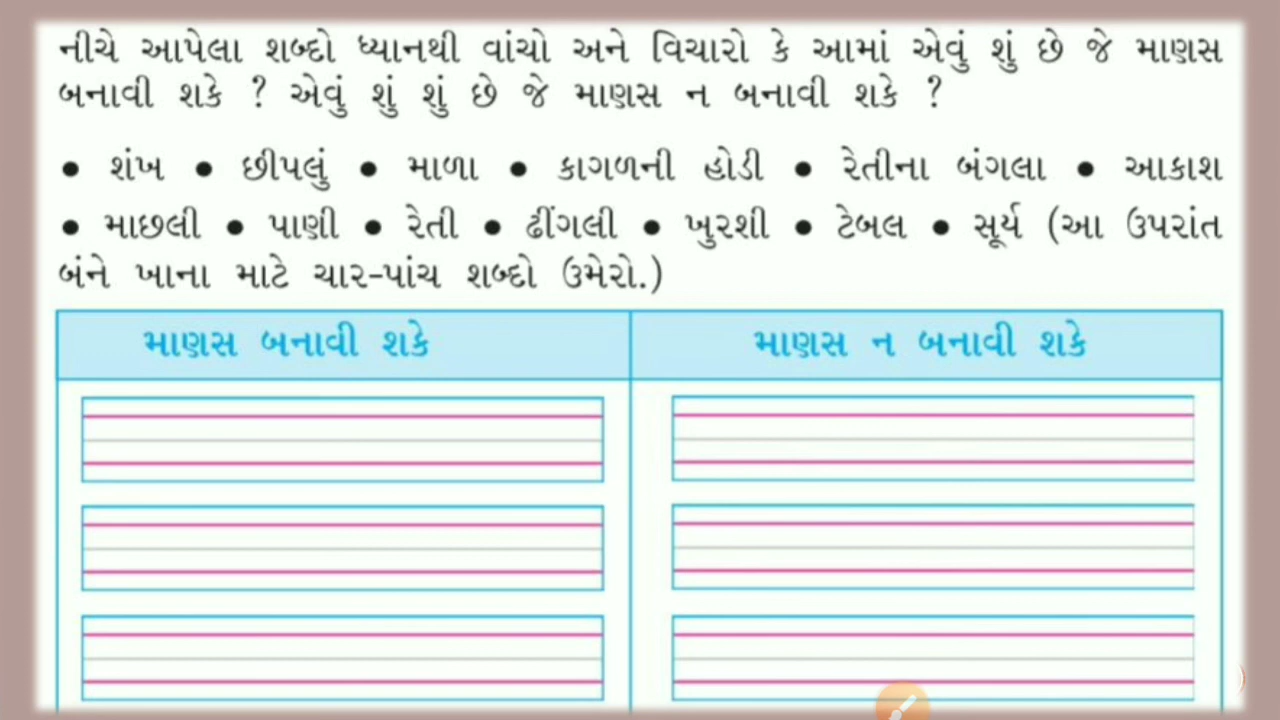 નીચે આપેલા શબ્દો ધ્યાનથી વાંચો અને વિચારો કે આમાં એવું શું છે જે માણસ
બનાવી શકે ? એવું શું શું છે જે માણસ ન બનાવી શકે ?
• શંખ • છીપલું • માળા • કાગળની હોડી • રેતીના બંગલા • આકાશ
• માછલી • પાણી • રેતી • ઢીંગલી • ખુરશી • ટેબલ • સૂર્ય (આ ઉપરાંત
બંને ખાના માટે ચાર-પાંચ શબ્દો ઉમેરો.)
માણસ બનાવી શકે
માણસ ન બનાવી શકે